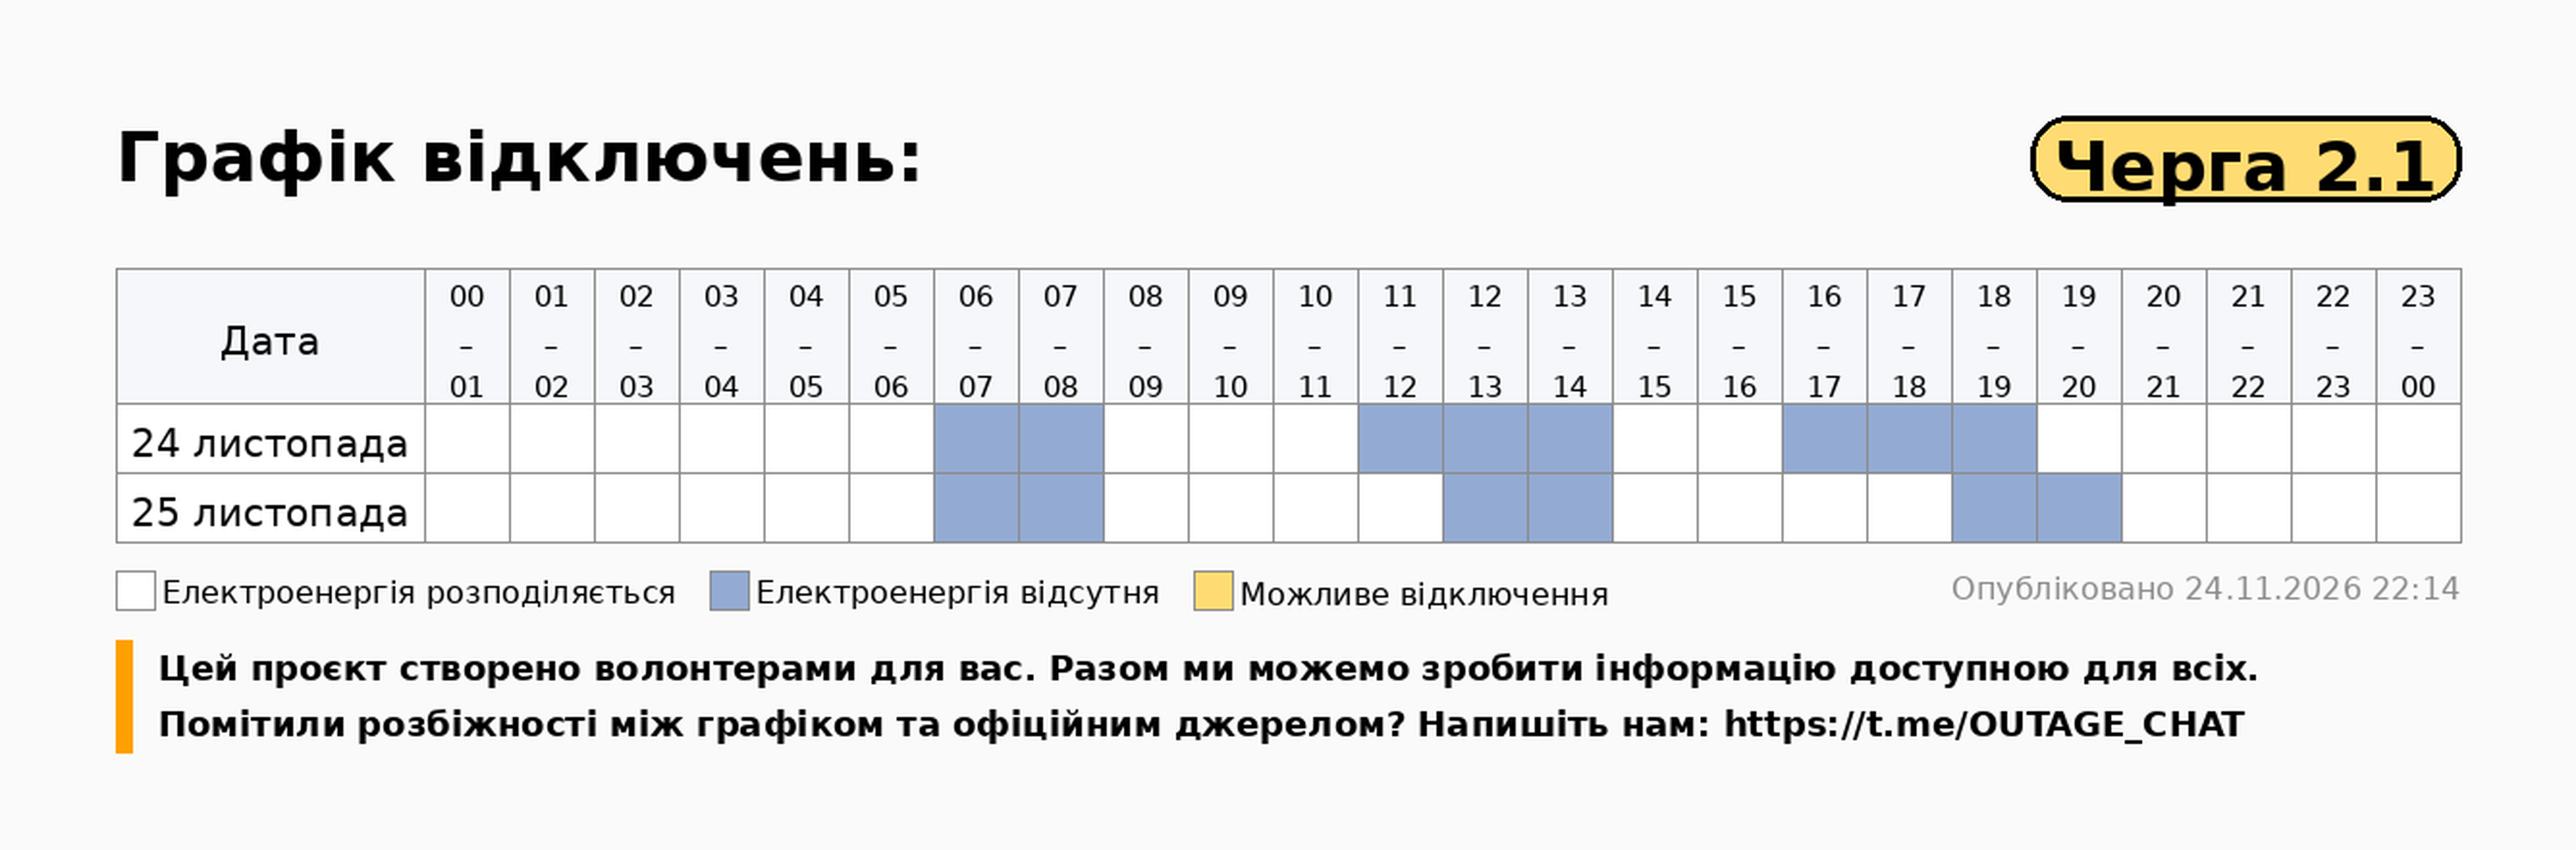 Графік відключень:
Черга 2.1
Дата
00 – 01
01 – 02
02 – 03
03 – 04
04 – 05
05 – 06
06 – 07
07 – 08
08 – 09
09 – 10
10 – 11
11 – 12
12 – 13
13 – 14
14 – 15
15 – 16
16 – 17
17 – 18
18 – 19
19 – 20
20 – 21
21 – 22
22 – 23
23 – 00
24 листопада
25 листопада
Електроенергія розподіляється
Електроенергія відсутня
Можливе відключення
Опубліковано 24.11.2026 22:14
Цей проєкт створено волонтерами для вас. Разом ми можемо зробити інформацію доступною для всіх.
Помітили розбіжності між графіком та офіційним джерелом? Напишіть нам: https://t.me/OUTAGE_CHAT